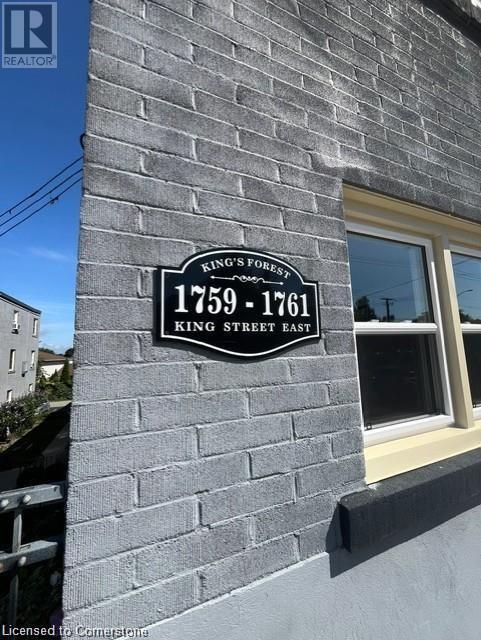 R
REALTOR®
KING'S FOREST
1759 - 1761
KING STREET EAST
Licensed to Cornerstone